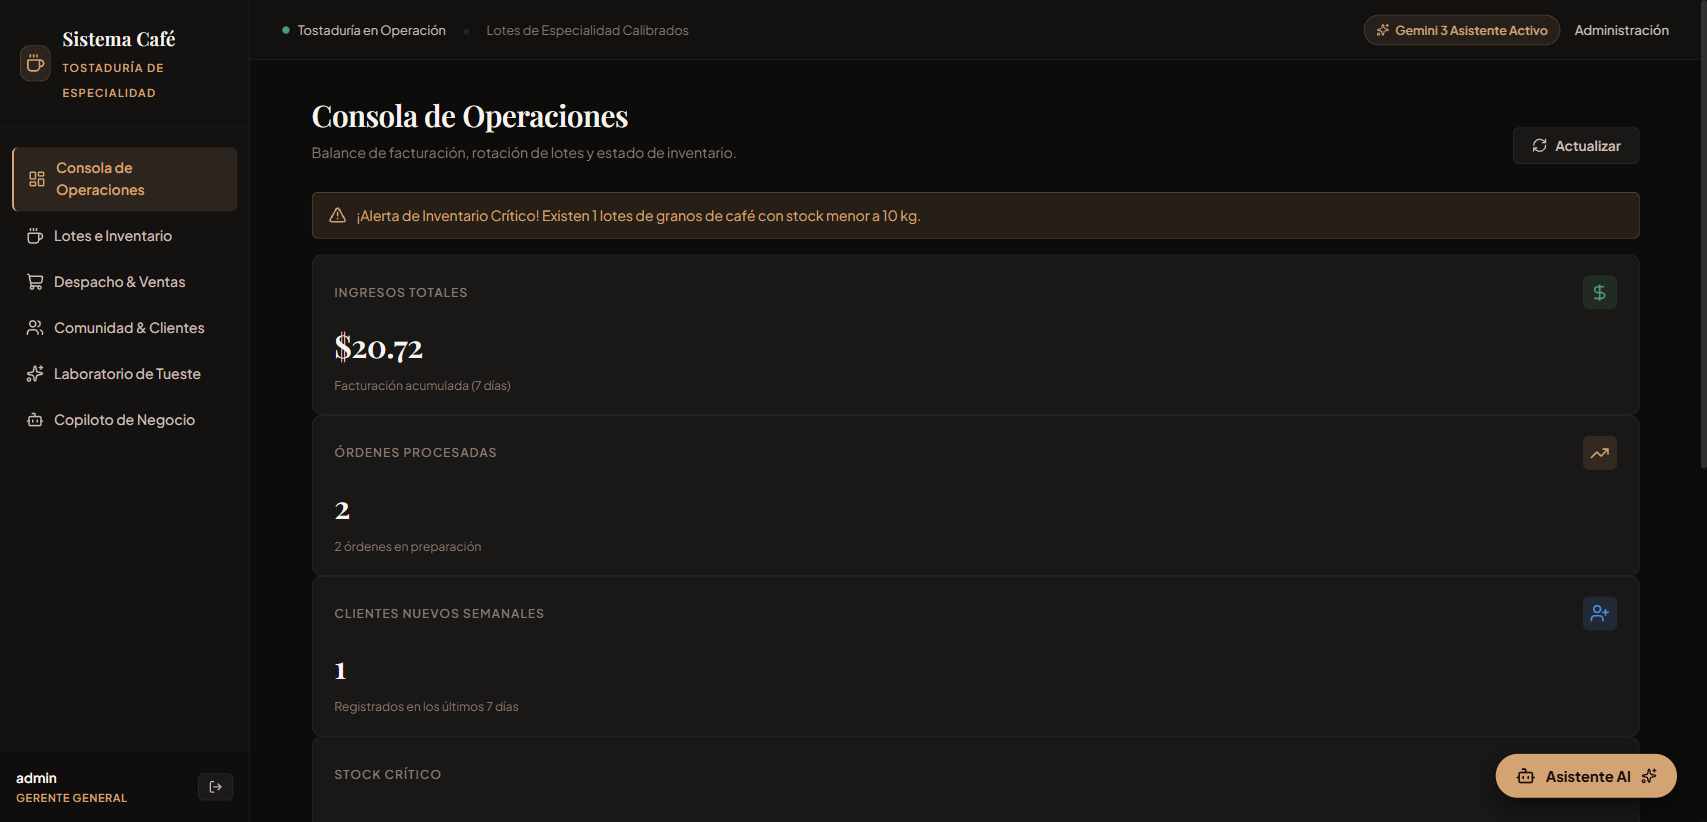 Sistema Café
TOSTADURÍA DE
ESPECIALIDAD
Consola de
Operaciones
Lotes e Inventario
Despacho & Ventas
Comunidad & Clientes
Laboratorio de Tueste
Copiloto de Negocio
admin
GERENTE GENERAL
Tostaduría en Operación
Lotes de Especialidad Calibrados
Gemini 3 Asistente Activo
Administración
Consola de Operaciones
Balance de facturación, rotación de lotes y estado de inventario.
Actualizar
¡Alerta de Inventario Crítico! Existen 1 lotes de granos de café con stock menor a 10 kg.
INGRESOS TOTALES
$20.72
Facturación acumulada (7 días)
ÓRDENES PROCESADAS
2
2 órdenes en preparación
CLIENTES NUEVOS SEMANALES
1
Registrados en los últimos 7 días
STOCK CRÍTICO
Asistente AI